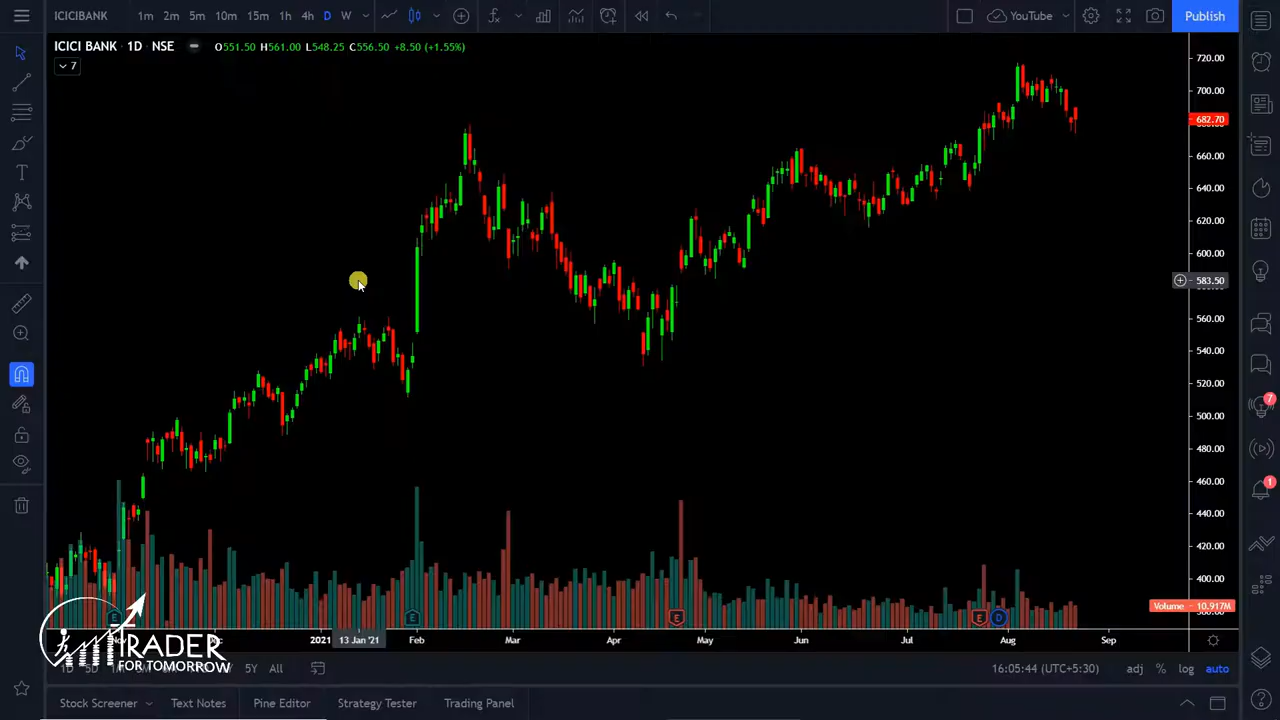 ICICIBANK 1m 2m 5m 10m 15m 1h 4h D W YouTube Publish
ICICI BANK · 1D · NSE O551.50 H561.00 L548.25 C556.50 +8.50 (+1.55%)
7
720.00
700.00
682.70
660.00
640.00
620.00
600.00
583.50
560.00
540.00
520.00
500.00
480.00
460.00
440.00
420.00
400.00
Volume 10.917M
E E E E D
2021 13 Jan '21 Feb Mar Apr May Jun Jul Aug Sep
TRADER
FOR TOMORROW
1D 5D 5Y All 16:05:44 (UTC+5:30) adj % log auto
Stock Screener Text Notes Pine Editor Strategy Tester Trading Panel
7
1